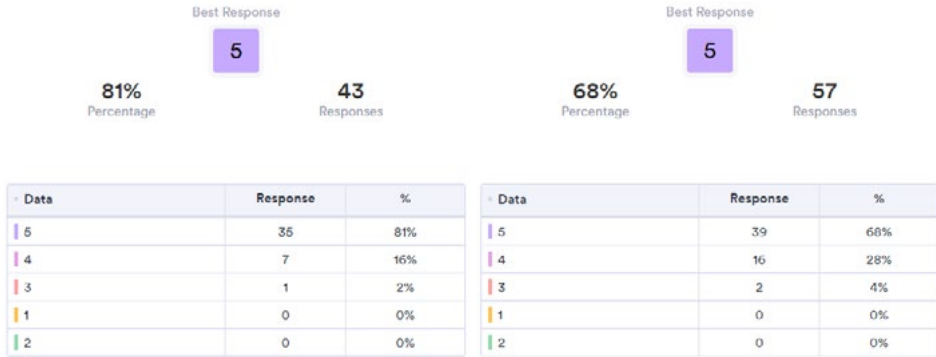 Best Response
5
81%
Percentage
43
Responses
Data Response %
5 35 81%
4 7 16%
3 1 2%
1 0 0%
2 0 0%
Best Response
5
68%
Percentage
57
Responses
Data Response %
5 39 68%
4 16 28%
3 2 4%
1 0 0%
2 0 0%